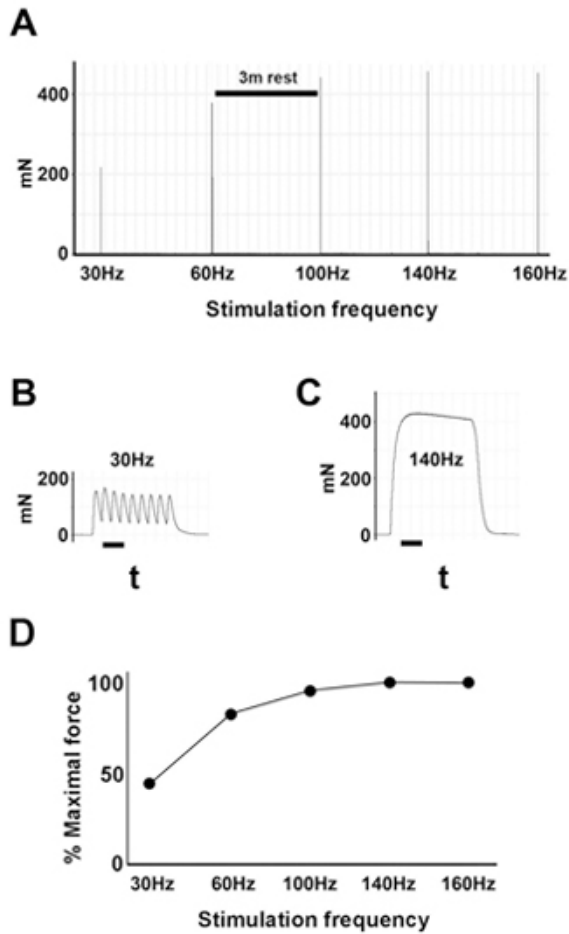 A
3m rest
400
200
0
mN
30Hz 60Hz 100Hz 140Hz 160Hz
Stimulation frequency
B
30Hz
200
0
mN
t
C
400
200
0
mN
140Hz
t
D
100
50
0
% Maximal force
30Hz 60Hz 100Hz 140Hz 160Hz
Stimulation frequency